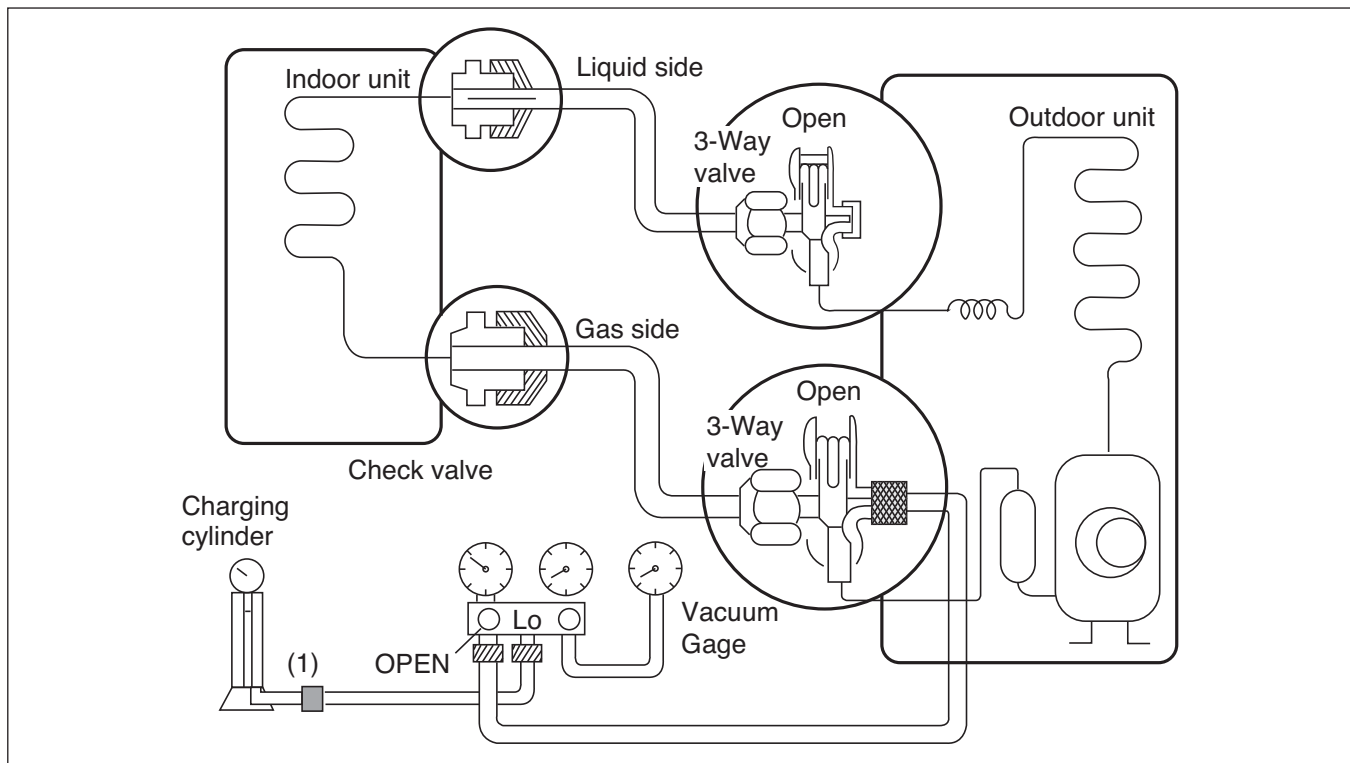 Indoor unit
Liquid side
Open
3-Way
valve
Outdoor unit
Gas side
Open
3-Way
valve
Check valve
Charging
cylinder
Lo
Vacuum
Gage
OPEN
(1)